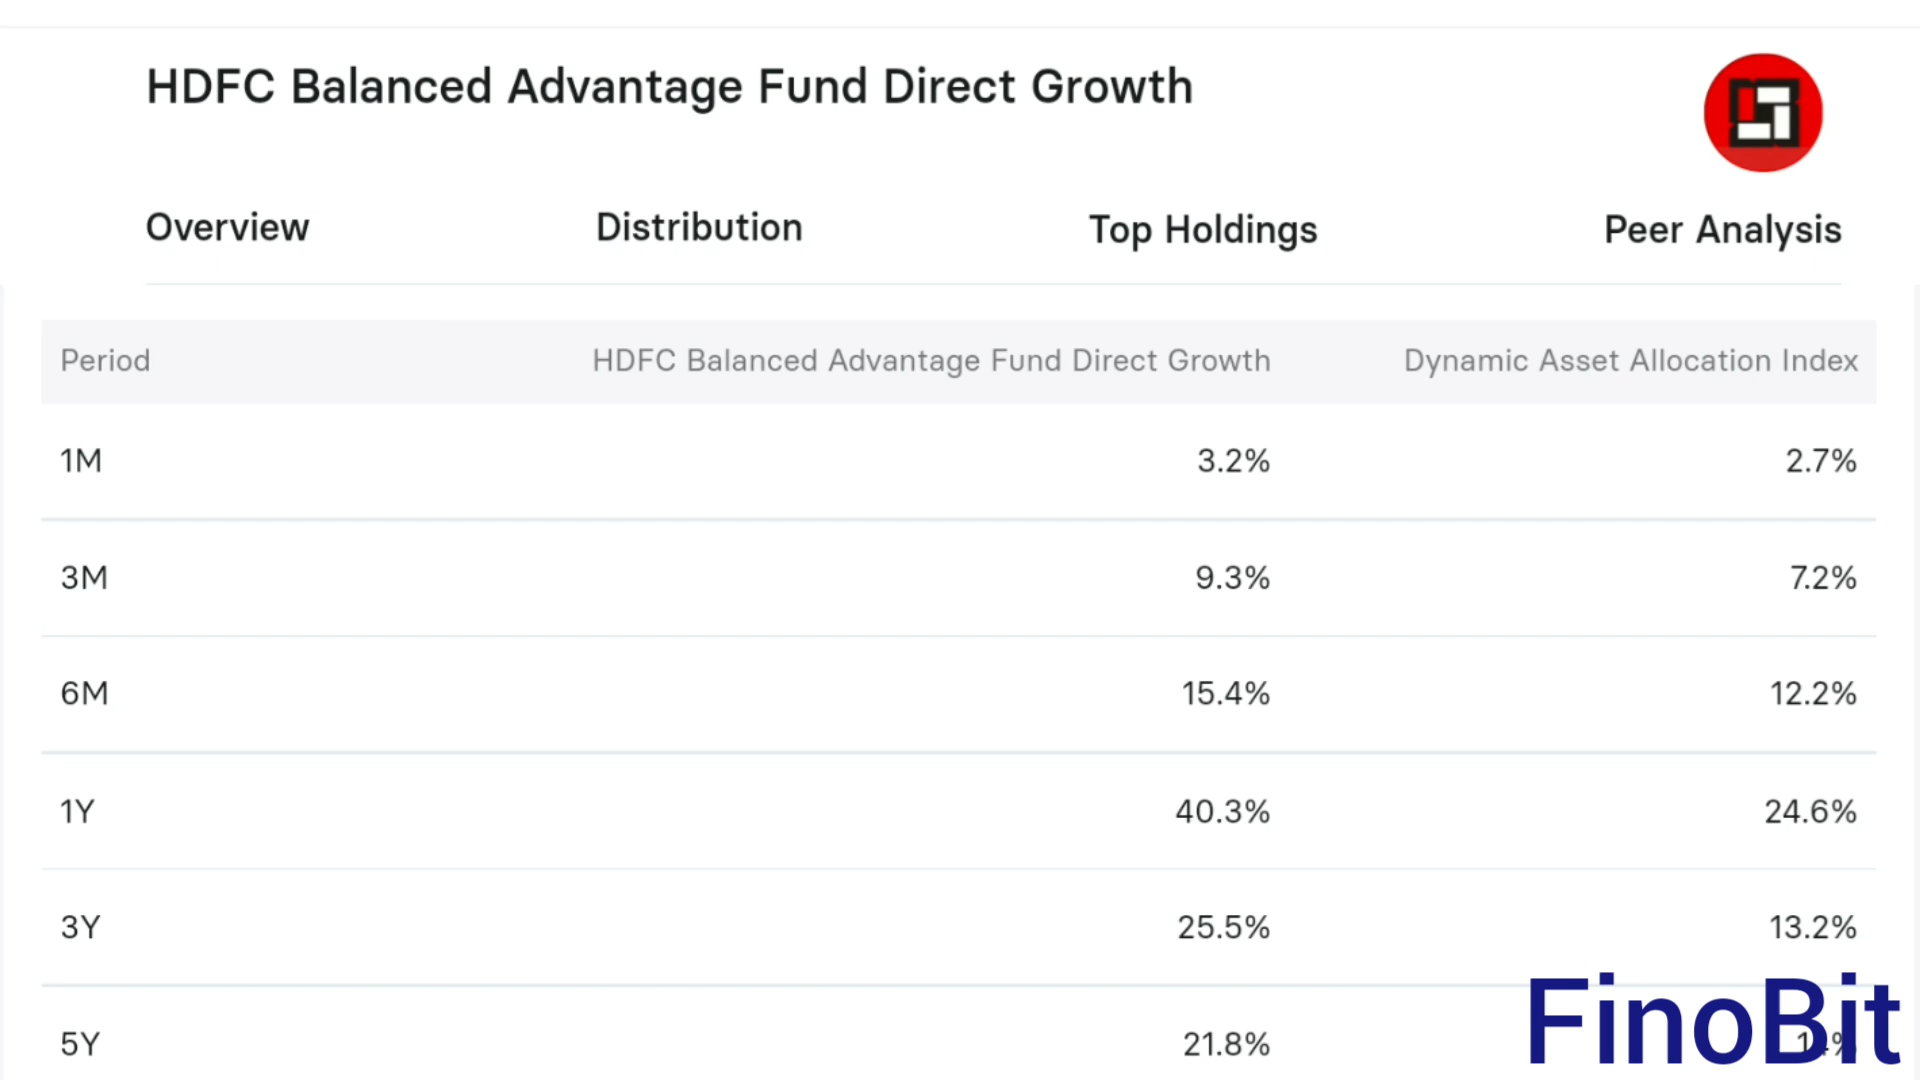 HDFC Balanced Advantage Fund Direct Growth
Overview Distribution Top Holdings Peer Analysis
Period HDFC Balanced Advantage Fund Direct Growth Dynamic Asset Allocation Index
1M 3.2% 2.7%
3M 9.3% 7.2%
6M 15.4% 12.2%
1Y 40.3% 24.6%
3Y 25.5% 13.2%
5Y 21.8%
FinoBit